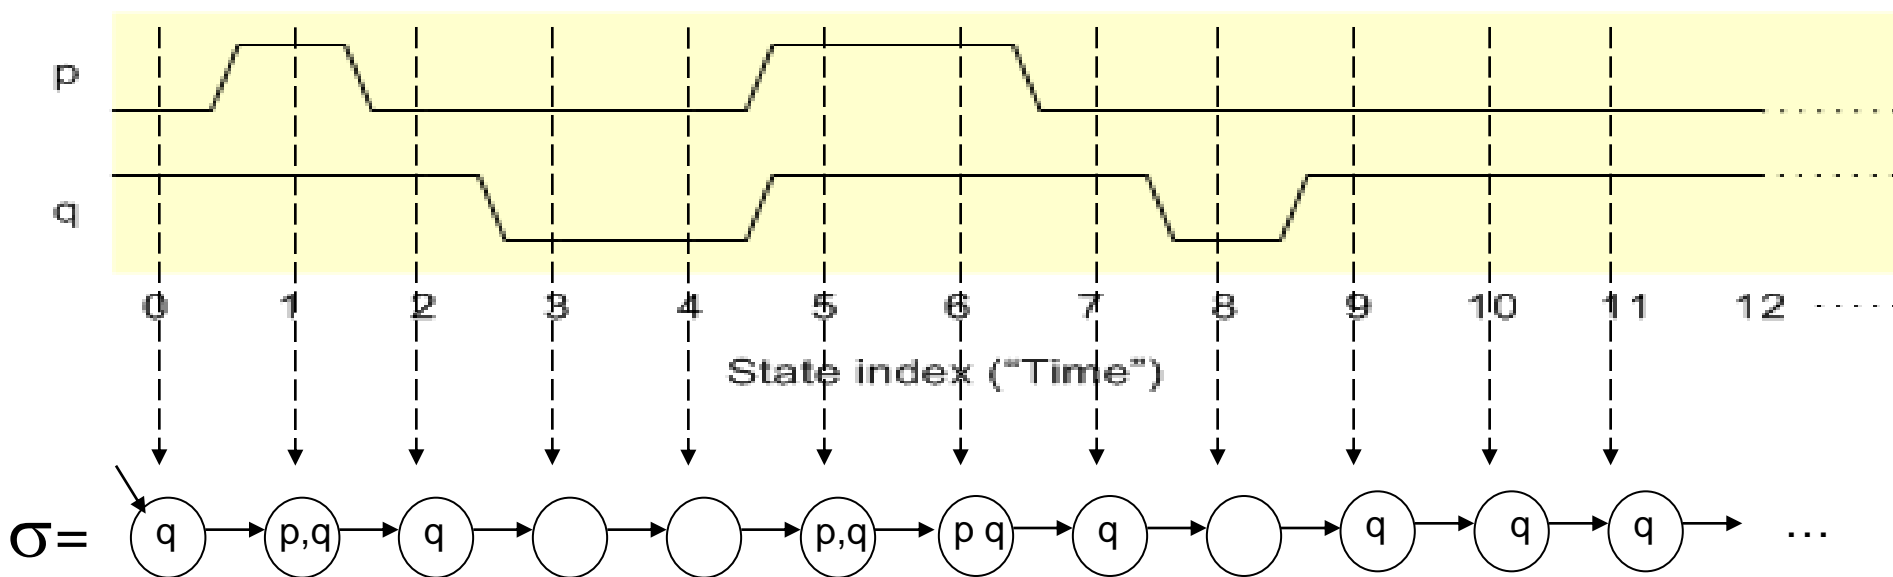 p
q
0 1 2 3 4 5 6 7 8 9 10 11 12 ......
State index (“Time”)
σ= q p,q q p,q p q q q q q ...